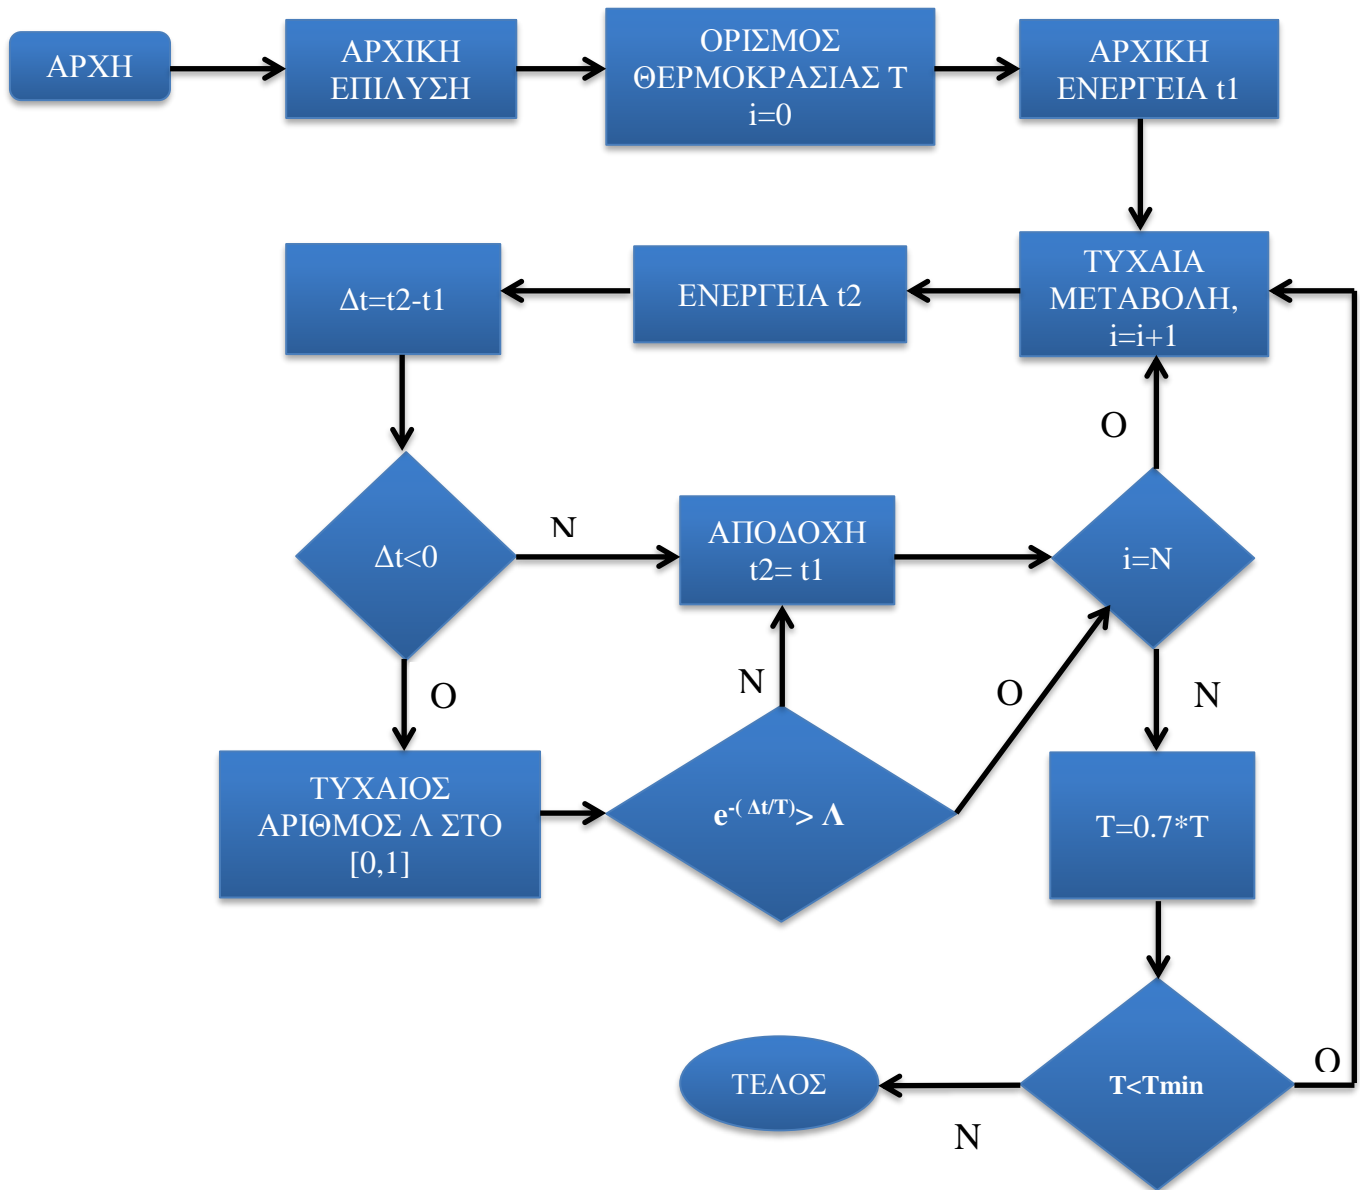 ΑΡΧΗ
ΑΡΧΙΚΗ
ΕΠΙΛΥΣΗ
ΟΡΙΣΜΟΣ
ΘΕΡΜΟΚΡΑΣΙΑΣ Τ
i=0
ΑΡΧΙΚΗ
ΕΝΕΡΓΕΙΑ t1
ΤΥΧΑΙΑ
ΜΕΤΑΒΟΛΗ,
i=i+1
ΕΝΕΡΓΕΙΑ t2
Δt=t2-t1
Δt<0
Ν
ΑΠΟΔΟΧΗ
t2= t1
i=N
Ο
Ο
ΤΥΧΑΙΟΣ
ΑΡΙΘΜΟΣ Λ ΣΤΟ
[0,1]
e-( Δt/T)> Λ
Ν
Ο
Ν
T=0.7*T
T<Tmin
Ο
Ν
ΤΕΛΟΣ